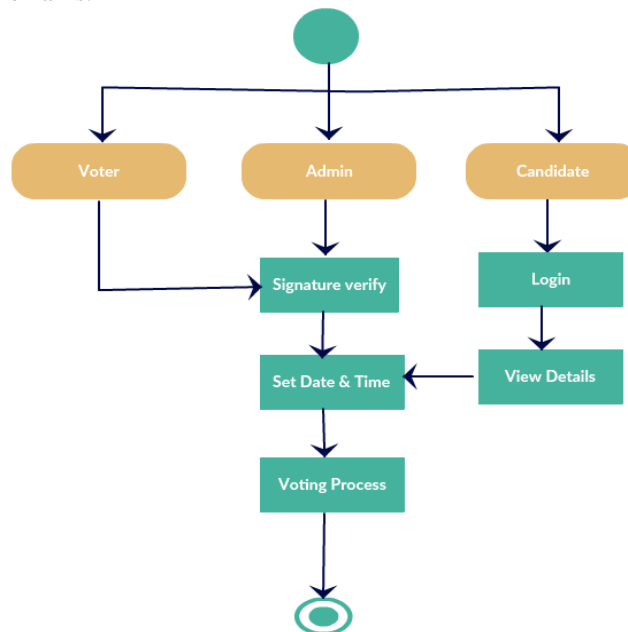 Voter
Admin
Candidate
Signature verify
Login
Set Date & Time
View Details
Voting Process